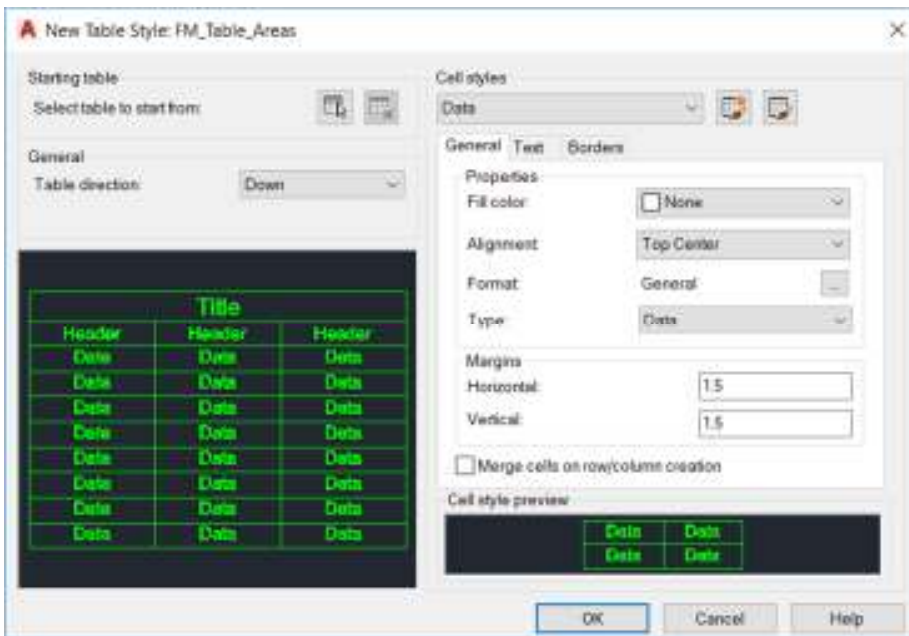 New Table Style: FM_Table_Areas
Starting table
Select table to start from:
General
Table direction:
Down
Title
Header Header Header
Data Data Data
Data Data Data
Data Data Data
Data Data Data
Data Data Data
Data Data Data
Data Data Data
Data Data Data
Cell styles
Data
General Text Borders
Properties
Fill color:
None
Alignment:
Top Center
Format:
General
...
Type:
Data
Margins
Horizontal:
1.5
Vertical:
1.5
Merge cells on row/column creation
Cell style preview
Data Data
Data Data
OK Cancel Help